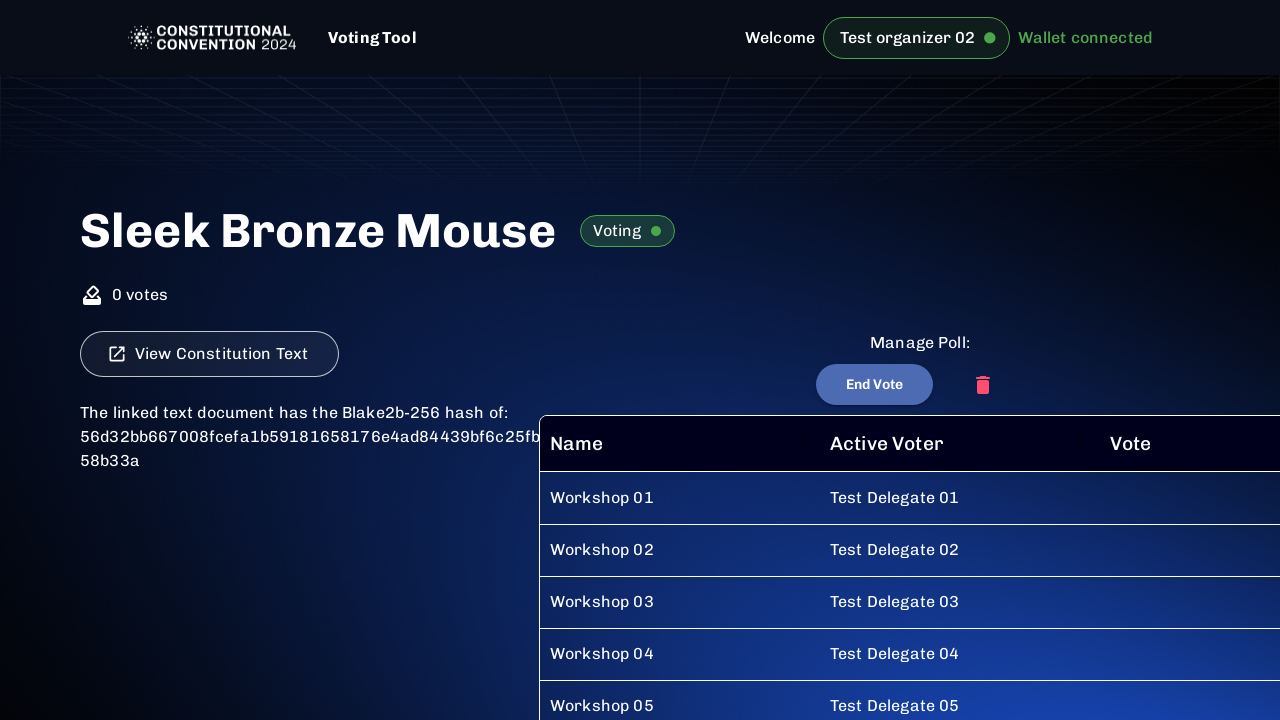 CONSTITUTIONAL
CONVENTION 2024
Voting Tool
Welcome
Test organizer 02
Wallet connected
Sleek Bronze Mouse
Voting
0 votes
View Constitution Text
Manage Poll:
End Vote
The linked text document has the Blake2b-256 hash of:
56d32bb667008fcefa1b59181658176e4ad84439bf6c25fb
58b33a
Name Active Voter Vote
Workshop 01 Test Delegate 01
Workshop 02 Test Delegate 02
Workshop 03 Test Delegate 03
Workshop 04 Test Delegate 04
Workshop 05 Test Delegate 05